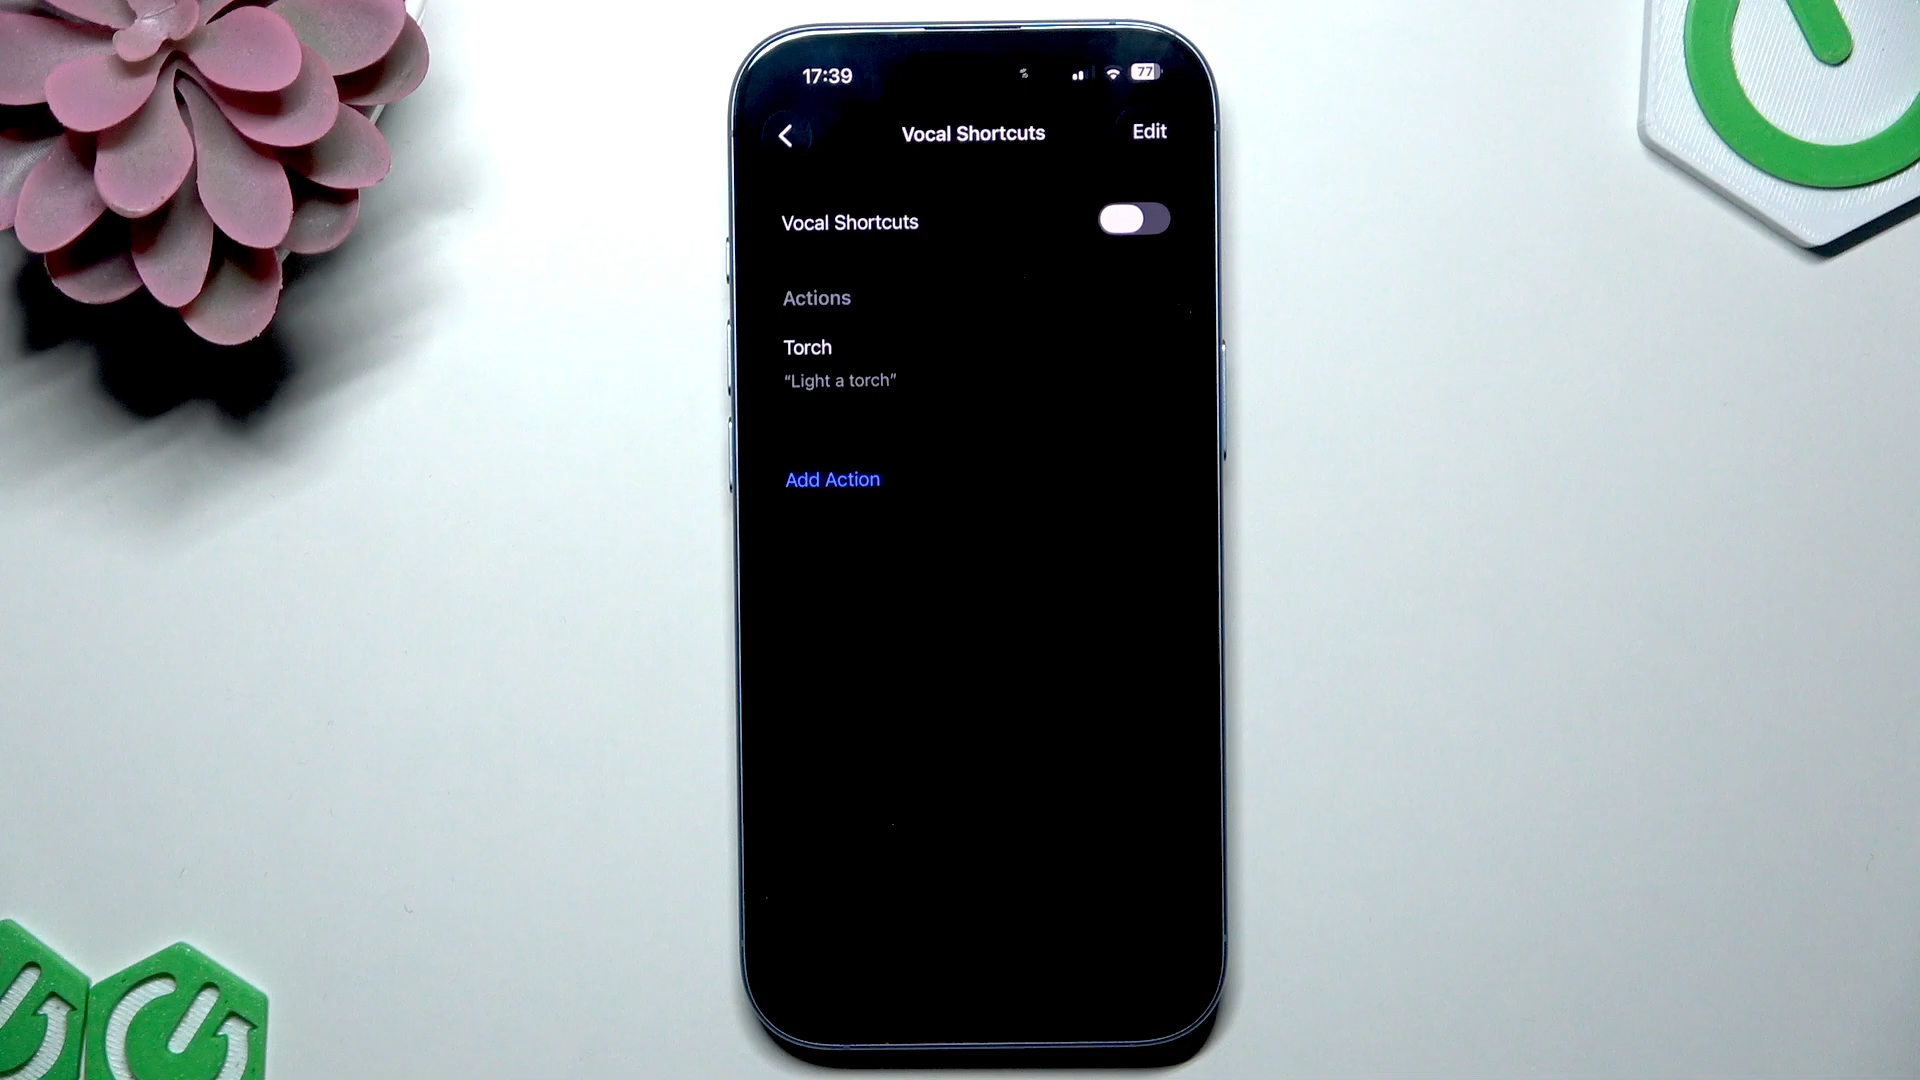 17:39
77
Vocal Shortcuts
Edit
Vocal Shortcuts
Actions
Torch
“Light a torch”
Add Action